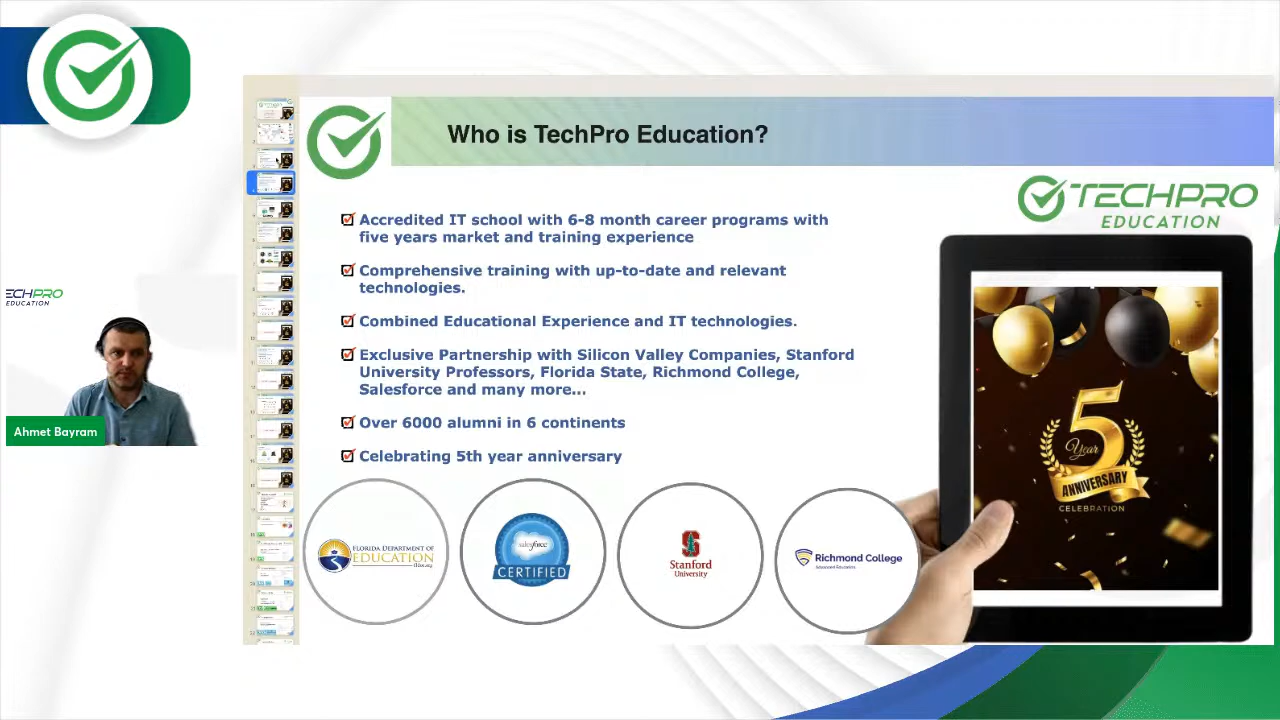 Who is TechPro Education?
TECHPRO
EDUCATION
Accredited IT school with 6-8 month career programs with
five years market and training experience
Comprehensive training with up-to-date and relevant
technologies.
Combined Educational Experience and IT technologies.
Exclusive Partnership with Silicon Valley Companies, Stanford
University Professors, Florida State, Richmond College,
Salesforce and many more...
Over 6000 alumni in 6 continents
Celebrating 5th year anniversary
5
Year
ANNIVERSARY
CELEBRATION
FLORIDA DEPARTMENT OF
EDUCATION
fldoe.org
salesforce
CERTIFIED
Stanford
University
Richmond College
ECHPRO
EDUCATION
Ahmet Bayram